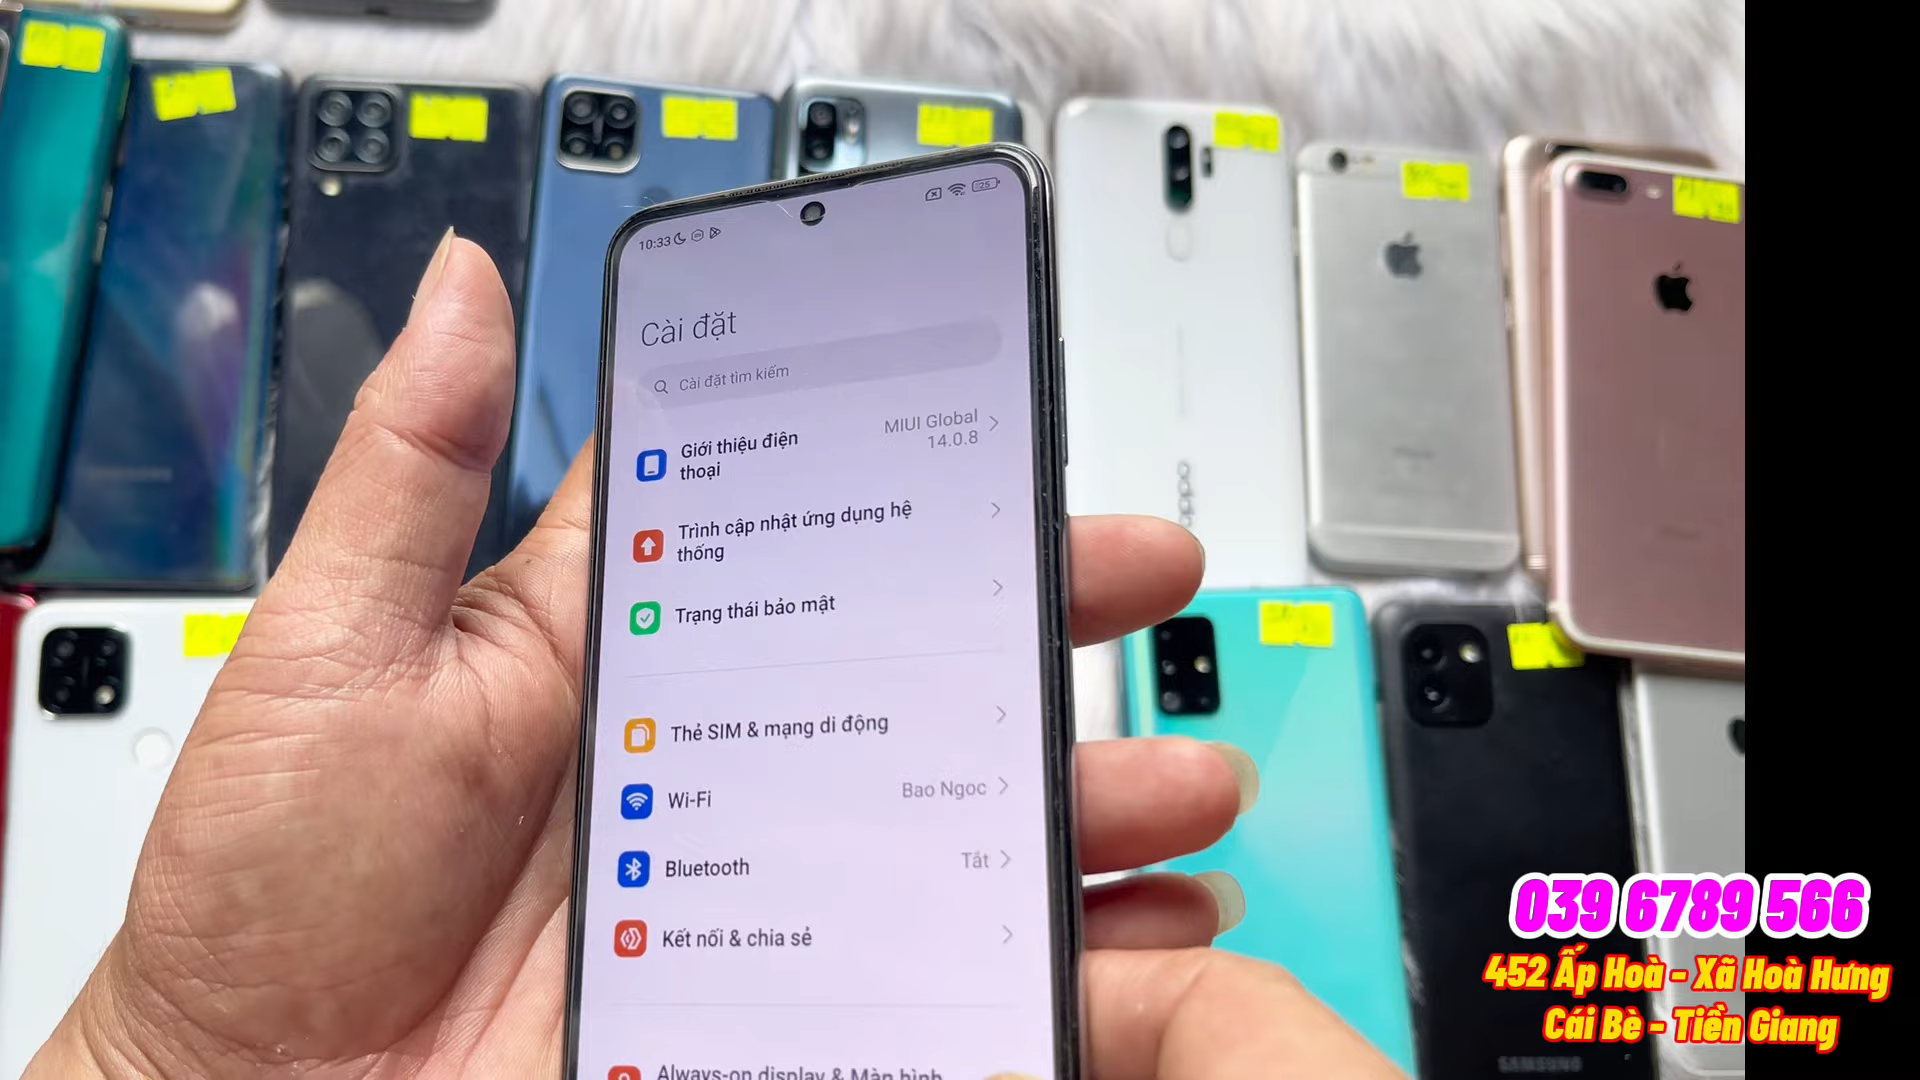 10:33
25
Cài đặt
Cài đặt tìm kiếm
Giới thiệu điện thoại
MIUI Global
14.0.8
Trình cập nhật ứng dụng hệ thống
Trạng thái bảo mật
Thẻ SIM & mạng di động
Wi-Fi
Bao Ngoc
Bluetooth
Tắt
Kết nối & chia sẻ
Always-on display & Màn hình
oppo
SAMSUNG
039 6789 566
452 Ấp Hoà - Xã Hoà Hưng
Cái Bè - Tiền Giang